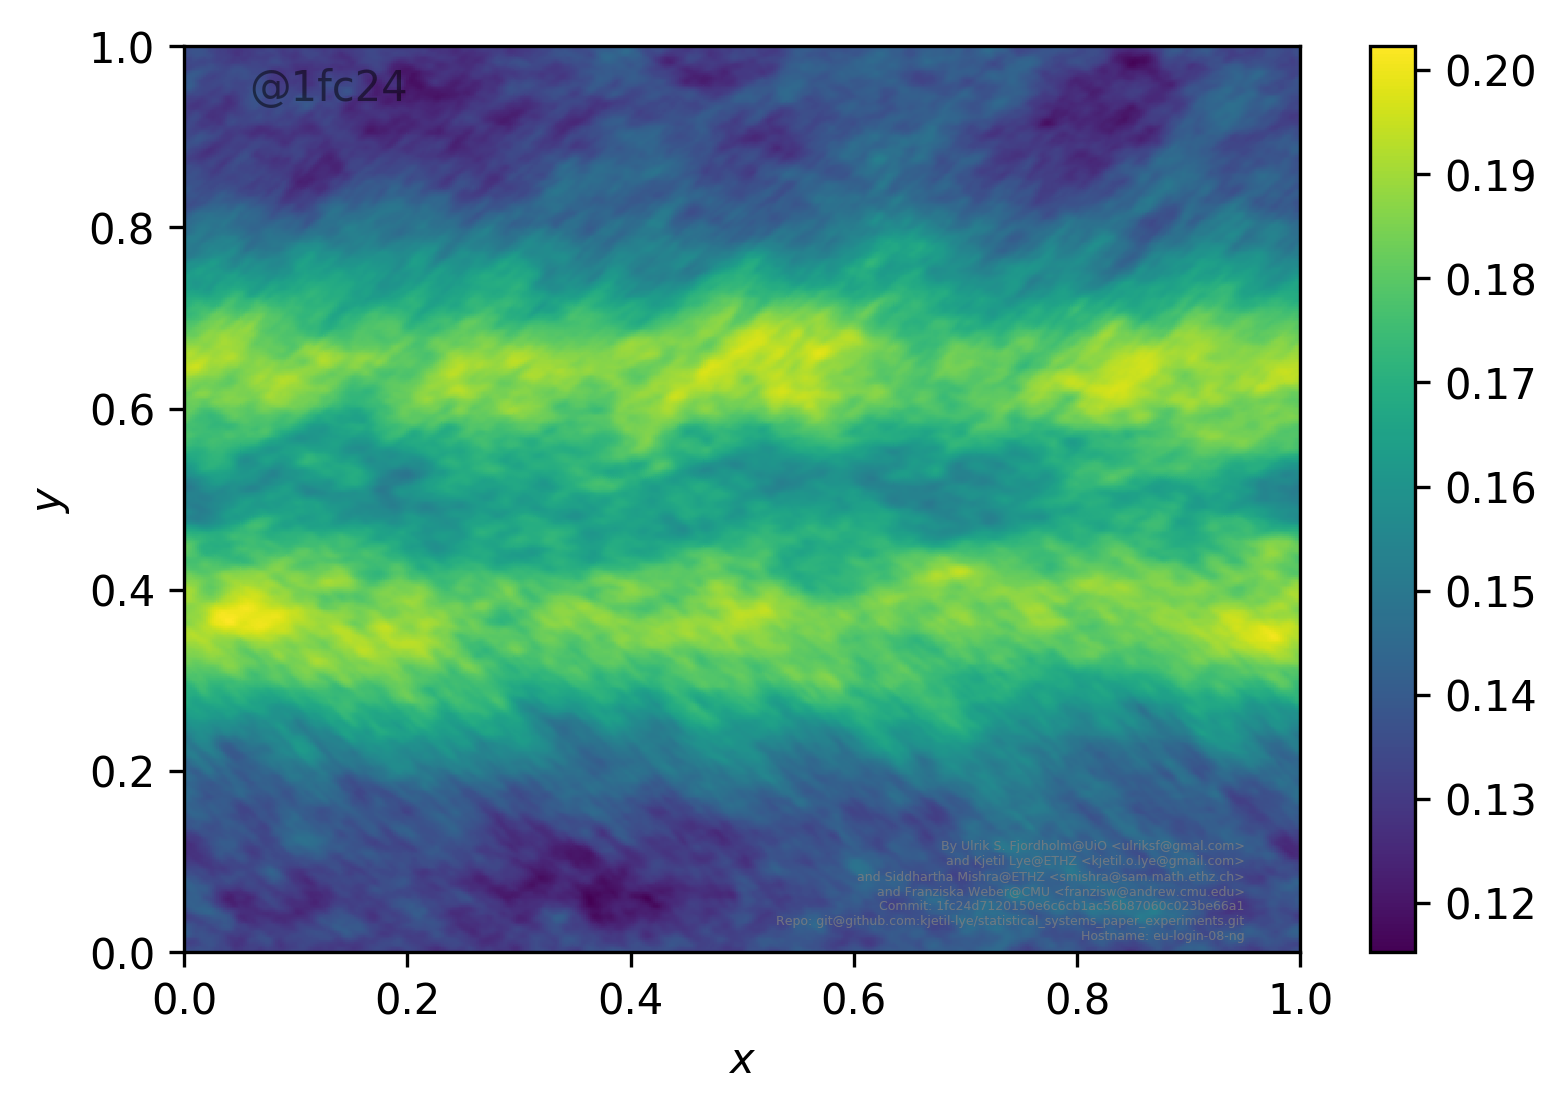 1.0
0.8
0.6
0.4
0.2
0.0
y
0.0 0.2 0.4 0.6 0.8 1.0
x
0.20
0.19
0.18
0.17
0.16
0.15
0.14
0.13
0.12
@1fc24
By Ulrik S. Fjordholm@UiO <ulriksf@gmal.com>
and Kjetil Lye@ETHZ <kjetil.o.lye@gmail.com>
and Siddhartha Mishra@ETHZ <smishra@sam.math.ethz.ch>
and Franziska Weber@CMU <franzisw@andrew.cmu.edu>
Commit: 1fc24d7120150e6c6cb1ac56b87060c023be66a1
Repo: git@github.com:kjetil-lye/statistical_systems_paper_experiments.git
Hostname: eu-login-08-ng